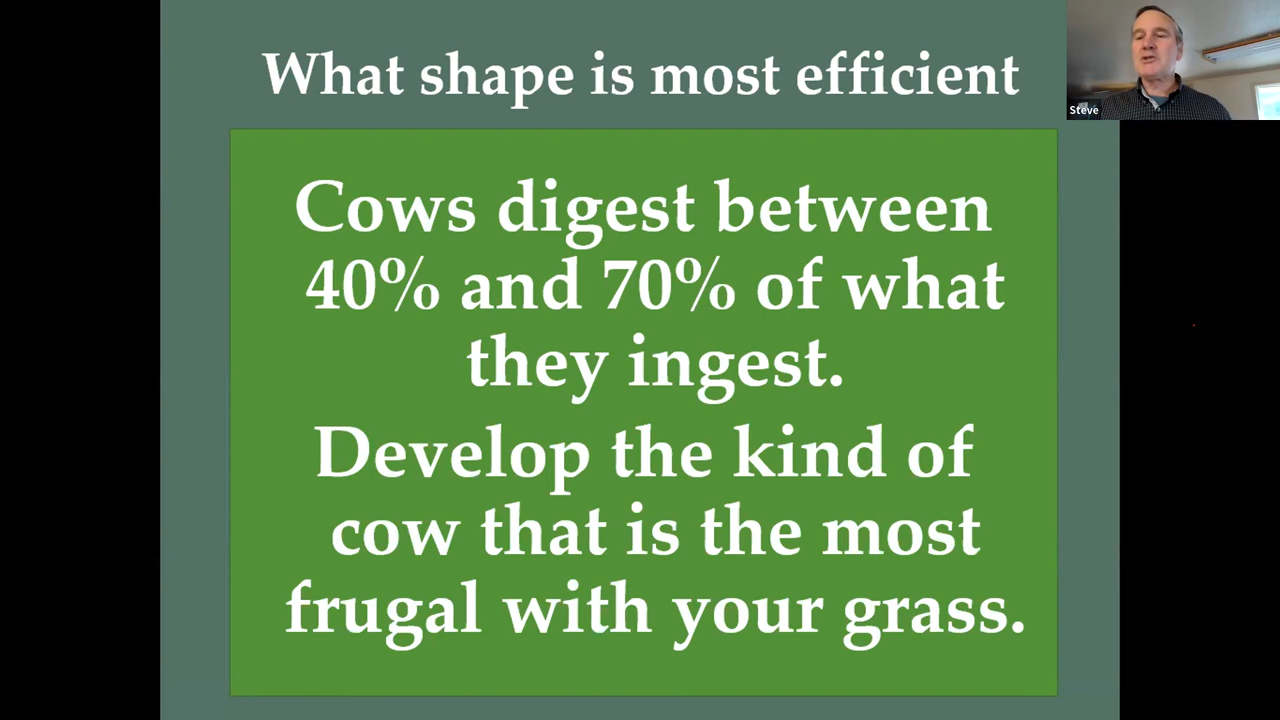 What shape is most efficient
Steve
Cows digest between
40% and 70% of what
they ingest.
Develop the kind of
cow that is the most
frugal with your grass.